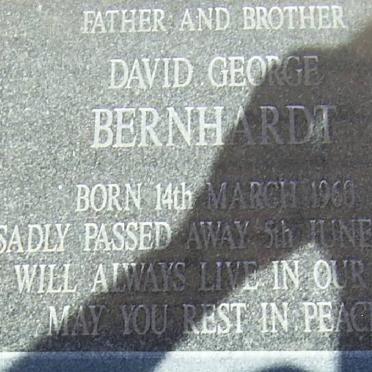 FATHER AND BROTHER
DAVID GEORGE
BERNHARDT
BORN 14th MARCH 1960
SADLY PASSED AWAY 5th JUNE
WILL ALWAYS LIVE IN OUR
MAY YOU REST IN PEACE